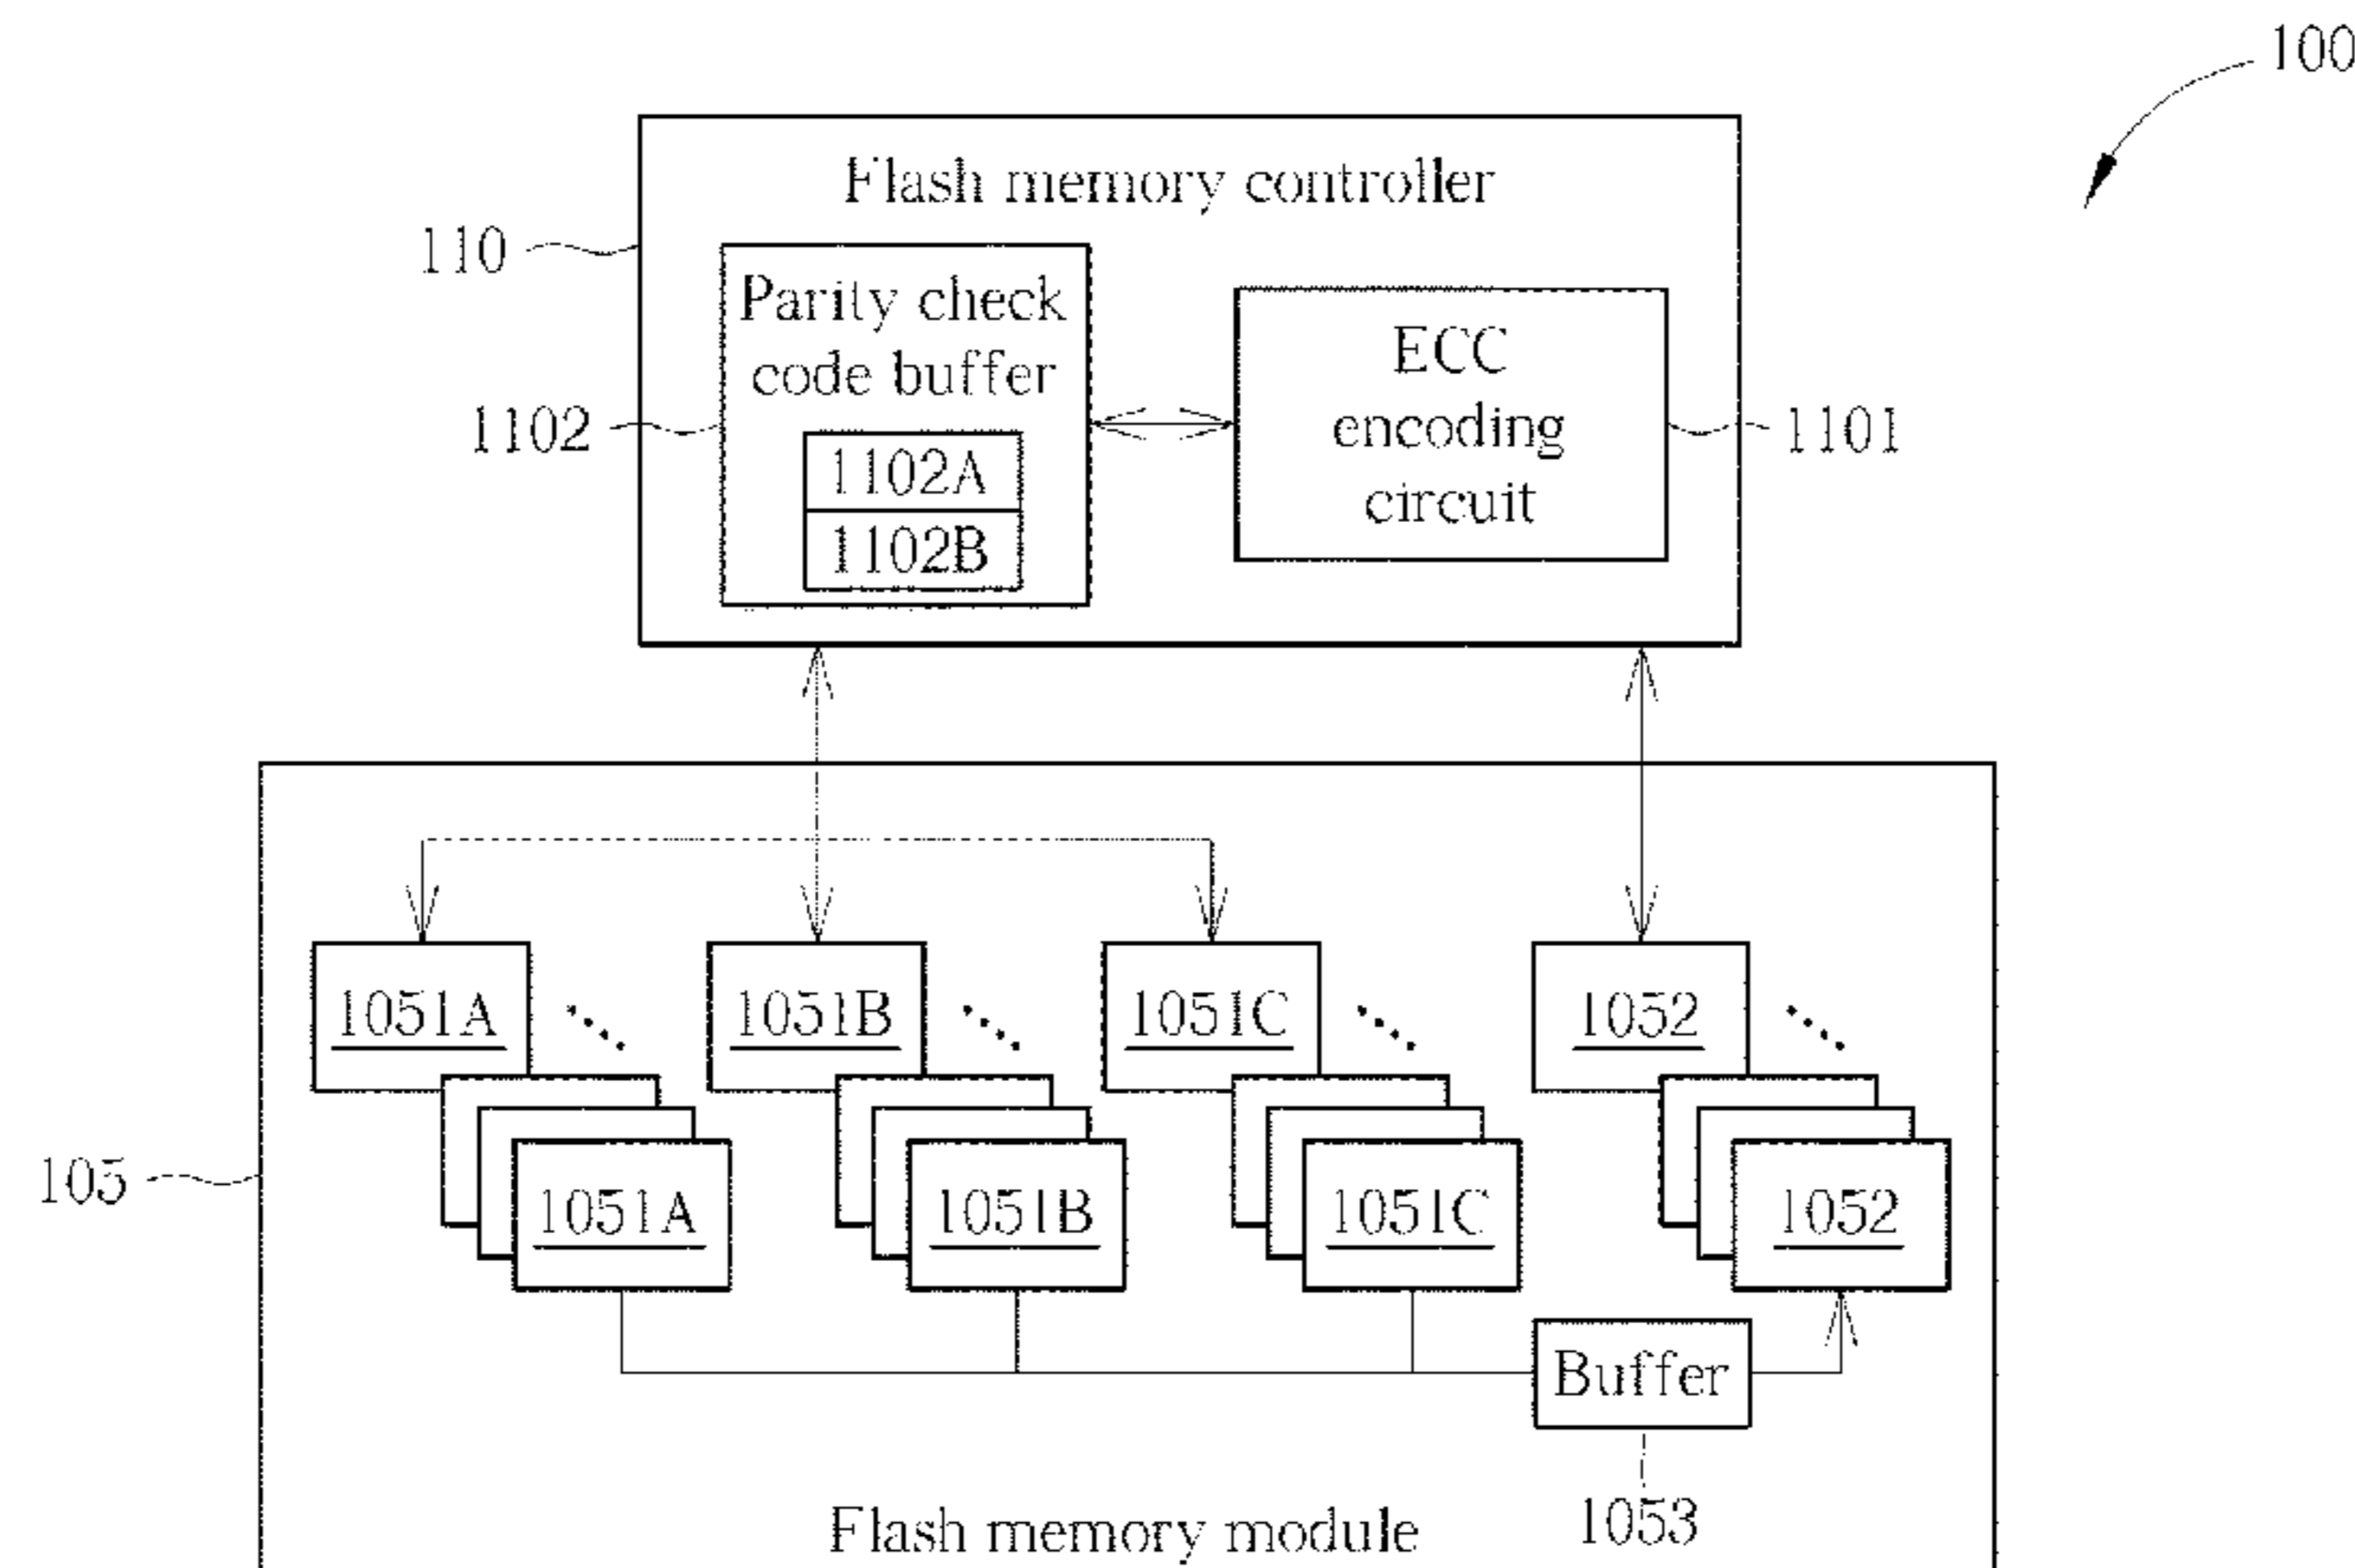 100
Flash memory controller
110
Parity check
code buffer
ECC
encoding
circuit
1102
1101
1102A
1102B
1051A
1051B
1051C
1052
105
1051A
1051B
1051C
1052
Buffer
1053
Flash memory module